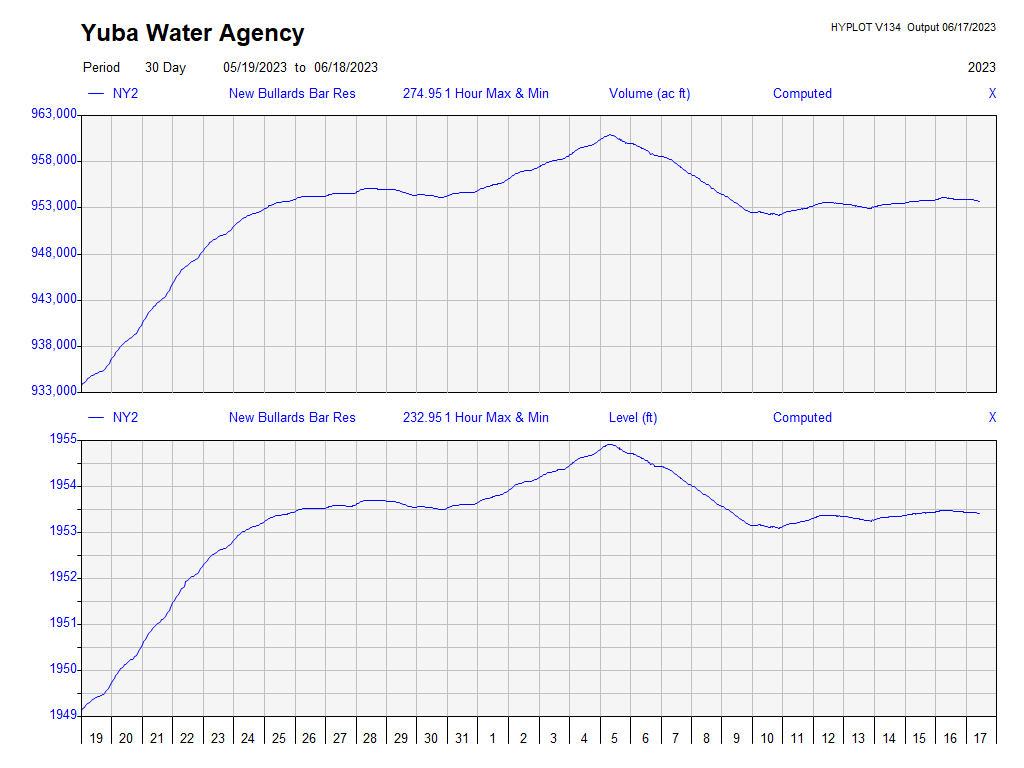 Yuba Water Agency
HYPLOT V134 Output 06/17/2023
Period 30 Day 05/19/2023 to 06/18/2023 2023
NY2 New Bullards Bar Res 274.95 1 Hour Max & Min Volume (ac ft) Computed X
963,000
958,000
953,000
948,000
943,000
938,000
933,000
NY2 New Bullards Bar Res 232.95 1 Hour Max & Min Level (ft) Computed X
1955
1954
1953
1952
1951
1950
1949
19 20 21 22 23 24 25 26 27 28 29 30 31 1 2 3 4 5 6 7 8 9 10 11 12 13 14 15 16 17